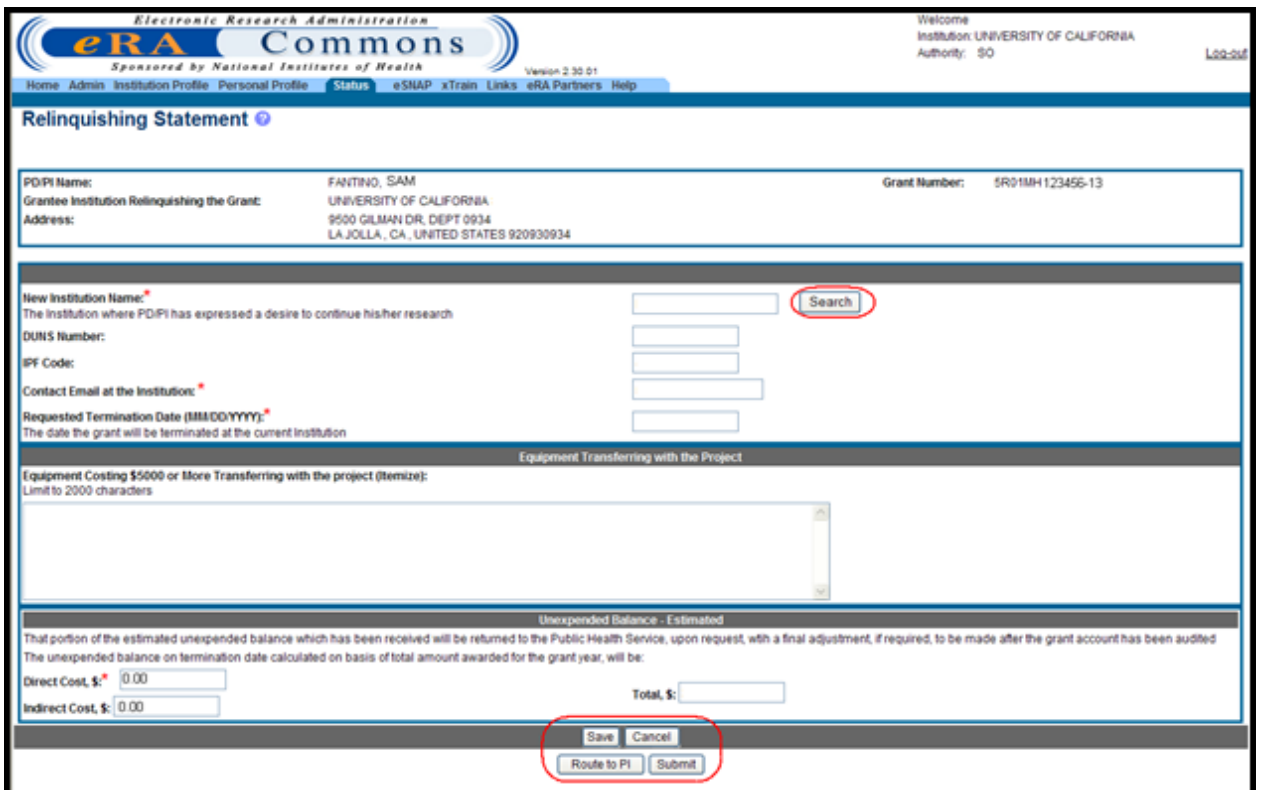 Electronic Research Administration
eRA Commons
Sponsored by National Institutes of Health
Version 2.30.01
Welcome
Institution: UNIVERSITY OF CALIFORNIA
Authority: SO
Log-out
Home Admin Institution Profile Personal Profile Status eSNAP xTrain Links eRA Partners Help
Relinquishing Statement ?
PD/PI Name: FANTINO, SAM Grant Number: 5R01MH123456-13
Grantee Institution Relinquishing the Grant: UNIVERSITY OF CALIFORNIA
Address: 9500 GILMAN DR, DEPT 0934
LA JOLLA , CA , UNITED STATES 920930934
New Institution Name:* Search
The Institution where PD/PI has expressed a desire to continue his/her research
DUNS Number:
IPF Code:
Contact Email at the Institution: *
Requested Termination Date (MM/DD/YYYY):*
The date the grant will be terminated at the current Institution
Equipment Transferring with the Project
Equipment Costing $5000 or More Transferring with the project (Itemize):
Limit to 2000 characters
Unexpended Balance - Estimated
That portion of the estimated unexpended balance which has been received will be returned to the Public Health Service, upon request, wtih a final adjustment, if required, to be made after the grant account has been audited
The unexpended balance on termination date calculated on basis of total amount awarded for the grant year, will be:
Direct Cost, $:* 0.00
Total, $:
Indirect Cost, $: 0.00
Save Cancel
Route to PI Submit